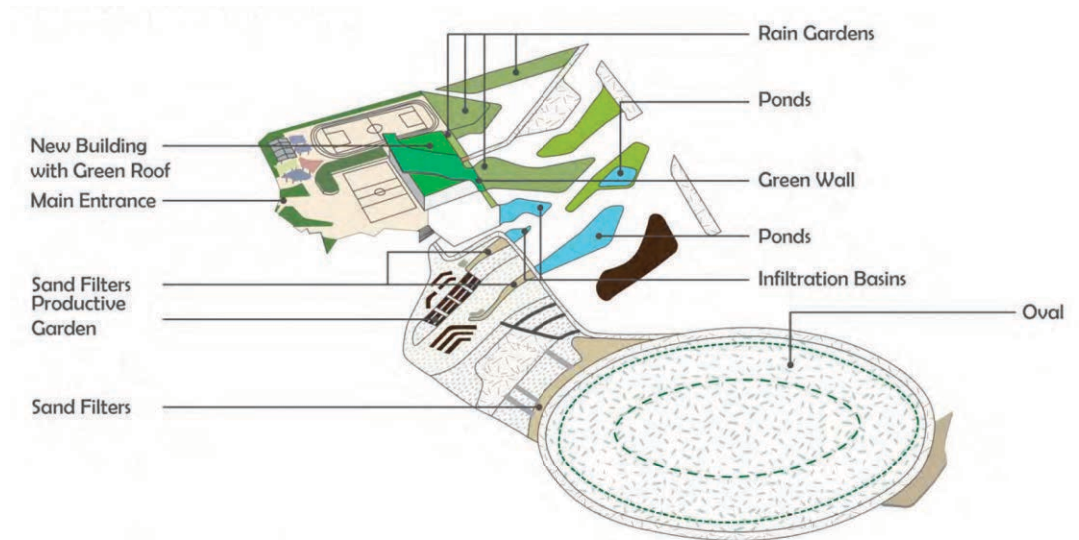 Rain Gardens
Ponds
New Building
with Green Roof
Green Wall
Main Entrance
Ponds
Infiltration Basins
Sand Filters
Productive
Garden
Oval
Sand Filters